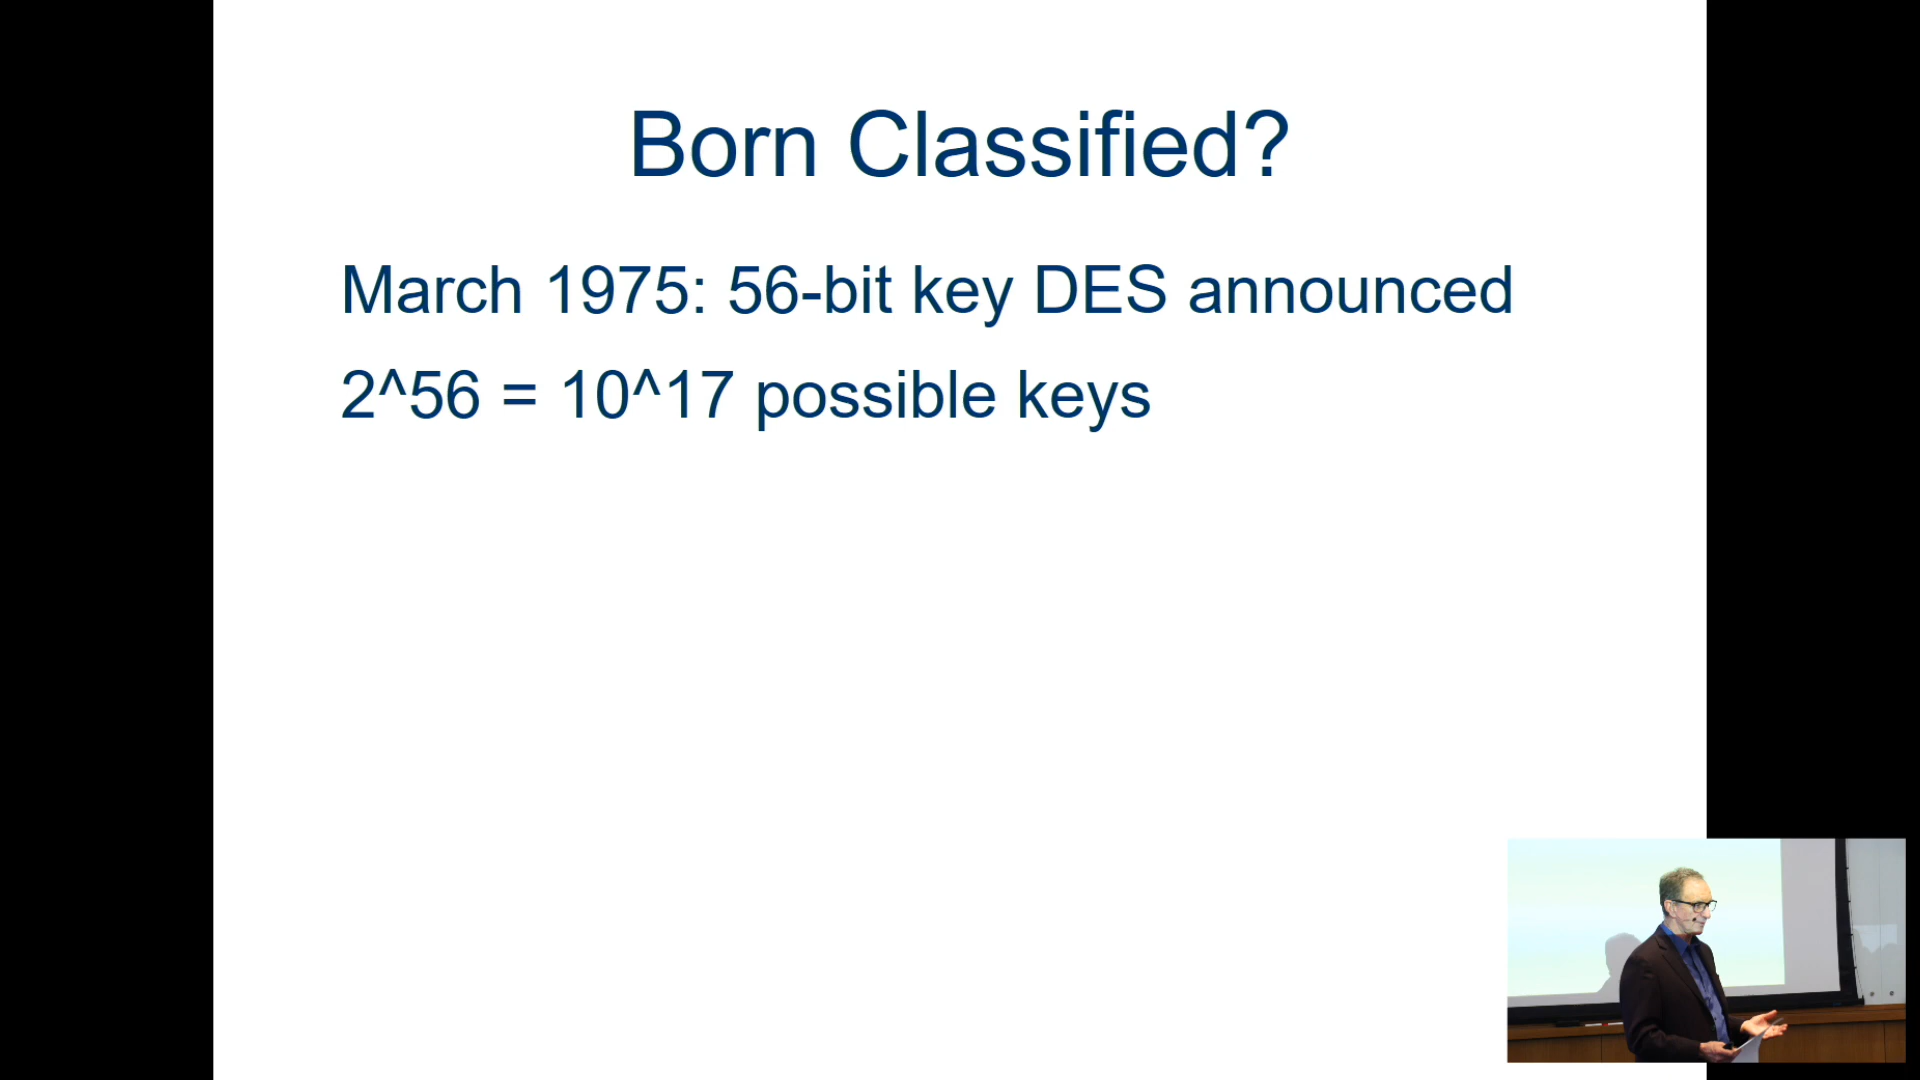 Born Classified?
March 1975: 56-bit key DES announced
2^56 = 10^17 possible keys